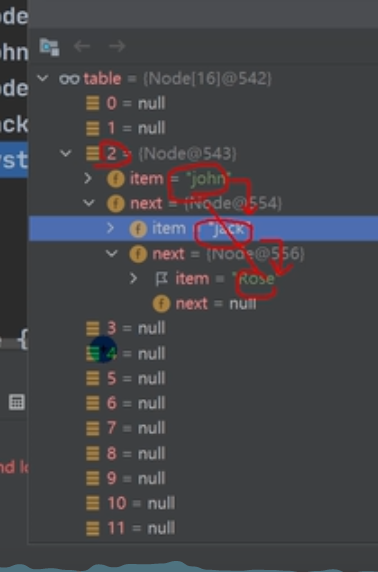 ode
ohn
ode
ack
yst
e {
nd lo
table = {Node[16]@542}
0 = null
1 = null
2 = {Node@543}
item = "john"
next = {Node@554}
item = "jack"
next = {Node@556}
item = "Rose
next = null
3 = null
4 = null
5 = null
6 = null
7 = null
8 = null
9 = null
10 = null
11 = null